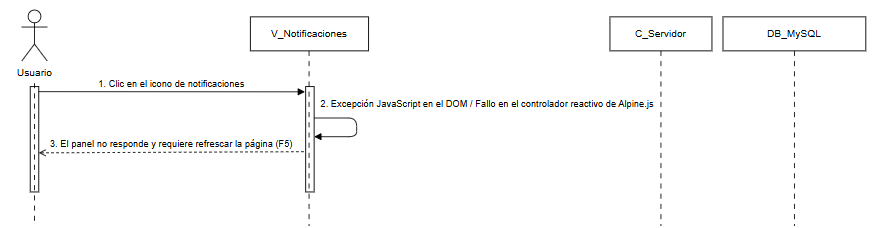 V_Notificaciones
C_Servidor
DB_MySQL
Usuario
1. Clic en el icono de notificaciones
2. Excepción JavaScript en el DOM / Fallo en el controlador reactivo de Alpine.js
3. El panel no responde y requiere refrescar la página (F5)